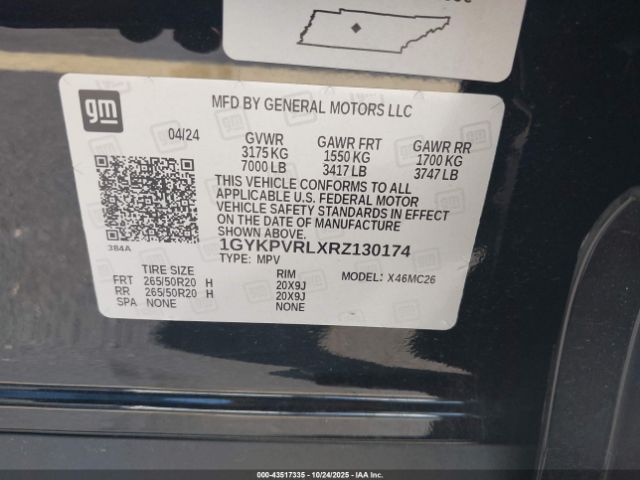 gm
MFD BY GENERAL MOTORS LLC
04/24 GVWR GAWR FRT GAWR RR
3175 KG 1550 KG 1700 KG
7000 LB 3417 LB 3747 LB
THIS VEHICLE CONFORMS TO ALL
APPLICABLE U.S. FEDERAL MOTOR
VEHICLE SAFETY STANDARDS IN EFFECT
ON THE DATE OF MANUFACTURE
SHOWN ABOVE.
384A 1GYKPVRLXRZ130174
TYPE: MPV
TIRE SIZE RIM MODEL: X46MC26
FRT 265/50R20 H 20X9J
RR 265/50R20 H 20X9J
SPA NONE NONE
000-43517335 - 10/24/2025 - IAAI.COM